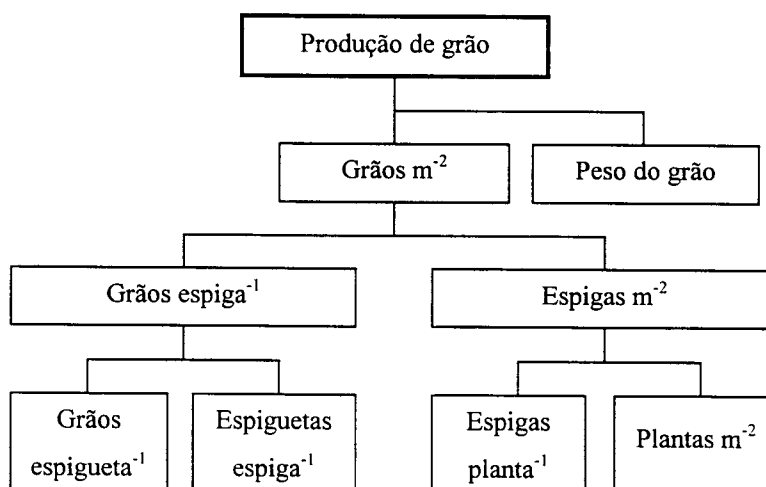 Produção de grão
Grãos m⁻²
Peso do grão
Grãos espiga⁻¹
Espigas m⁻²
Grãos
espigueta⁻¹
Espiguetas
espiga⁻¹
Espigas
planta⁻¹
Plantas m⁻²